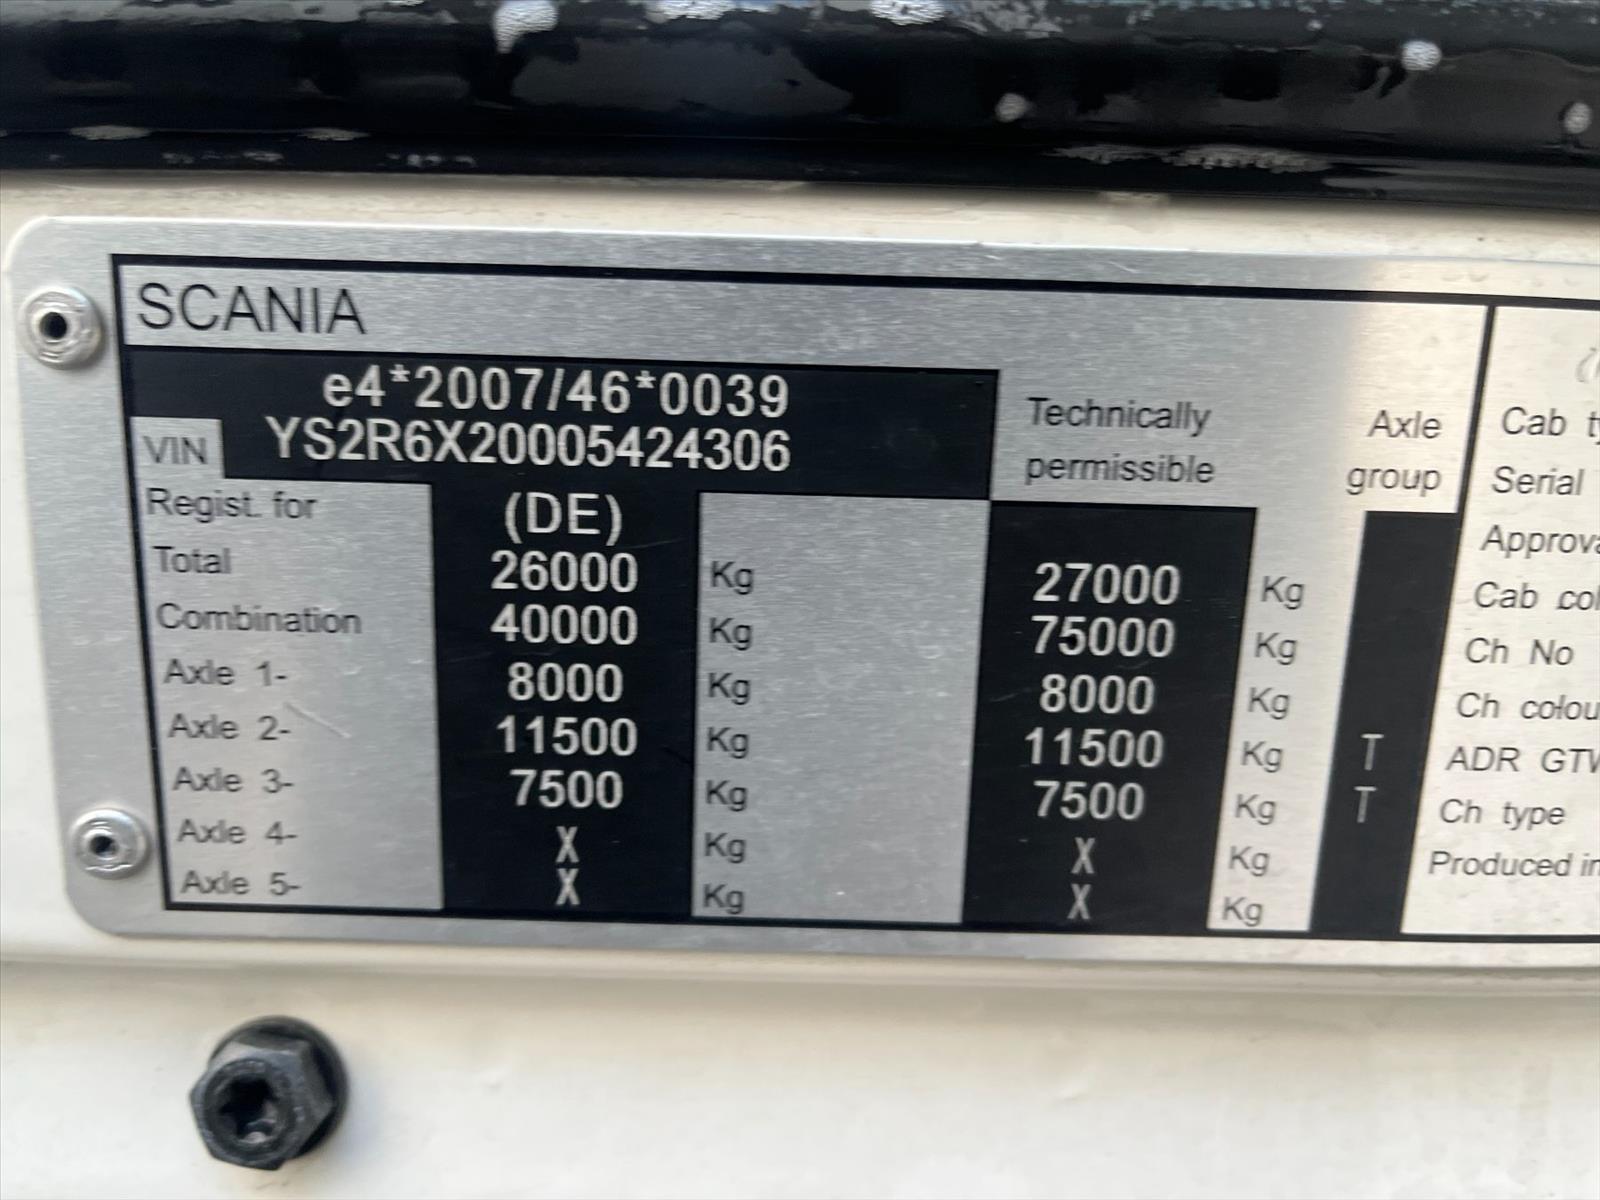 SCANIA
e4*2007/46*0039
VIN YS2R6X20005424306
Technically permissible
Axle group
Regist. for (DE)
Total 26000 Kg 27000 Kg
Combination 40000 Kg 75000 Kg
Axle 1- 8000 Kg 8000 Kg
Axle 2- 11500 Kg 11500 Kg T
Axle 3- 7500 Kg 7500 Kg T
Axle 4- X Kg X Kg
Axle 5- X Kg X Kg
Cab
Serial
Cab
Ch No
Ch
ADR
Ch type
Produced